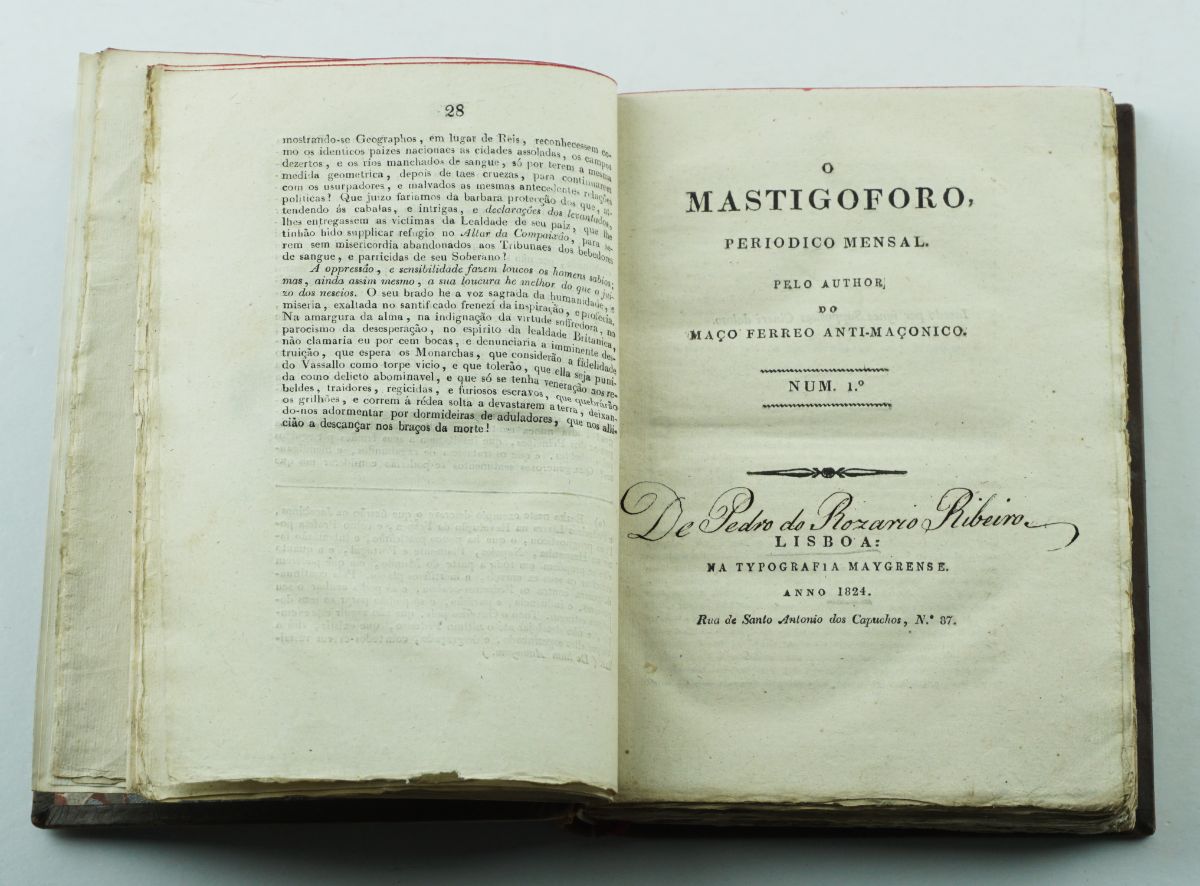 28
mostrando-se Geographos, em lugar de Reis, reconhecessem co-
mo os identicos paizes nacionaes as cidades assoladas, os campos
dezertos, e os rios manchados de sangue, só por terem a mesma
medida geometrica, depois de taes cruezas, para continuarem
com os usurpadores, e malvados as mesmas antecedentes relações
politicas! Que juizo fariamos da barbara protecção dos que, at-
tendendo ás cabalas, e intrigas, e declarações dos levantados,
lhes entregassem as victimas da Lealdade de seu paiz, que lhe
tinhão hido supplicar refugio no Altar da Compaixão, para se-
rem sem misericordia abandonados aos Tribunaes dos bebedores
de sangue, e parricidas de seu Soberano!
A oppressão, e sensibilidade fazem loucos os homens sabios;
mas, ainda assim mesmo, a sua loucura he melhor do que o jui-
zo dos nescios. O seu brado he a voz sagrada da humanidade, e
miseria, exaltada no santificado frenezi da inspiração, e profecia.
Na amargura da alma, na indignação da virtude soffredora, no
parocismo da desesperação, no espirito da lealdade Britanica,
não clamaria eu por cem bocas, e denunciaria a imminente des-
truição, que espera os Monarchas, que considerão a fidelidade
do Vassallo como torpe vicio, e que tolerão, que ella seja puni-
da como delicto abominavel, e que só se tenha veneração aos re-
beldes, traidores, regicidas, e furiosos escravos, que quebrárão
os grilhões, e correm á rédea solta a devastarem a terra, deixan-
do-nos adormentar por dormideiras de aduladores, que nos alli-
cião a descançar nos braços da morte!
O
MASTIGOFORO,
PERIODICO MENSAL.
PELO AUTHOR
DO
MAÇO FERREO ANTI-MAÇONICO.
NUM. 1.º
De Pedro do Rozario Ribeiro
LISBOA:
NA TYPOGRAFIA MAYGRENSE.
ANNO 1824.
Rua de Santo Antonio dos Capuchos, N.º 87.